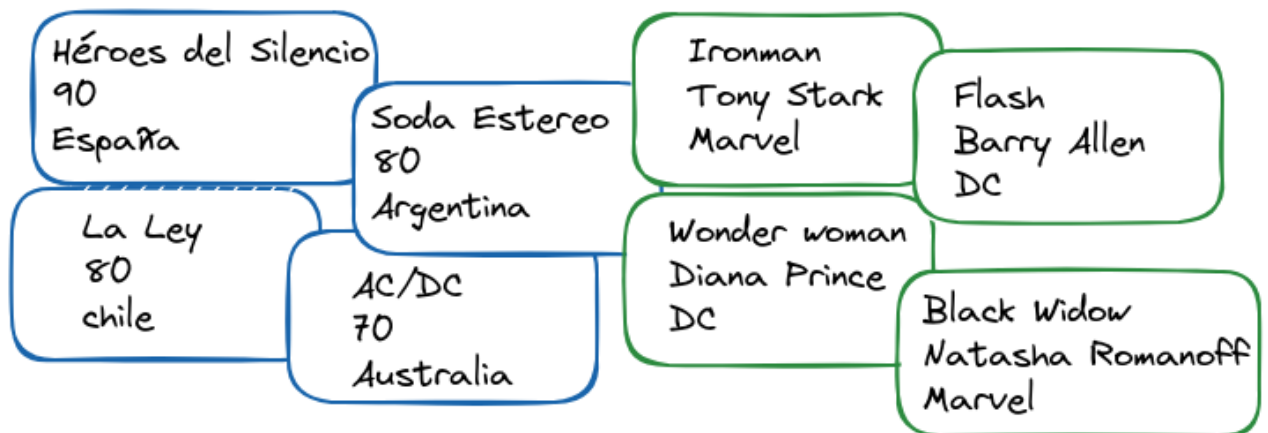 Héroes del Silencio
90
España
Soda Estereo
80
Argentina
La Ley
80
chile
AC/DC
70
Australia
Ironman
Tony Stark
Marvel
Flash
Barry Allen
DC
Wonder woman
Diana Prince
DC
Black Widow
Natasha Romanoff
Marvel